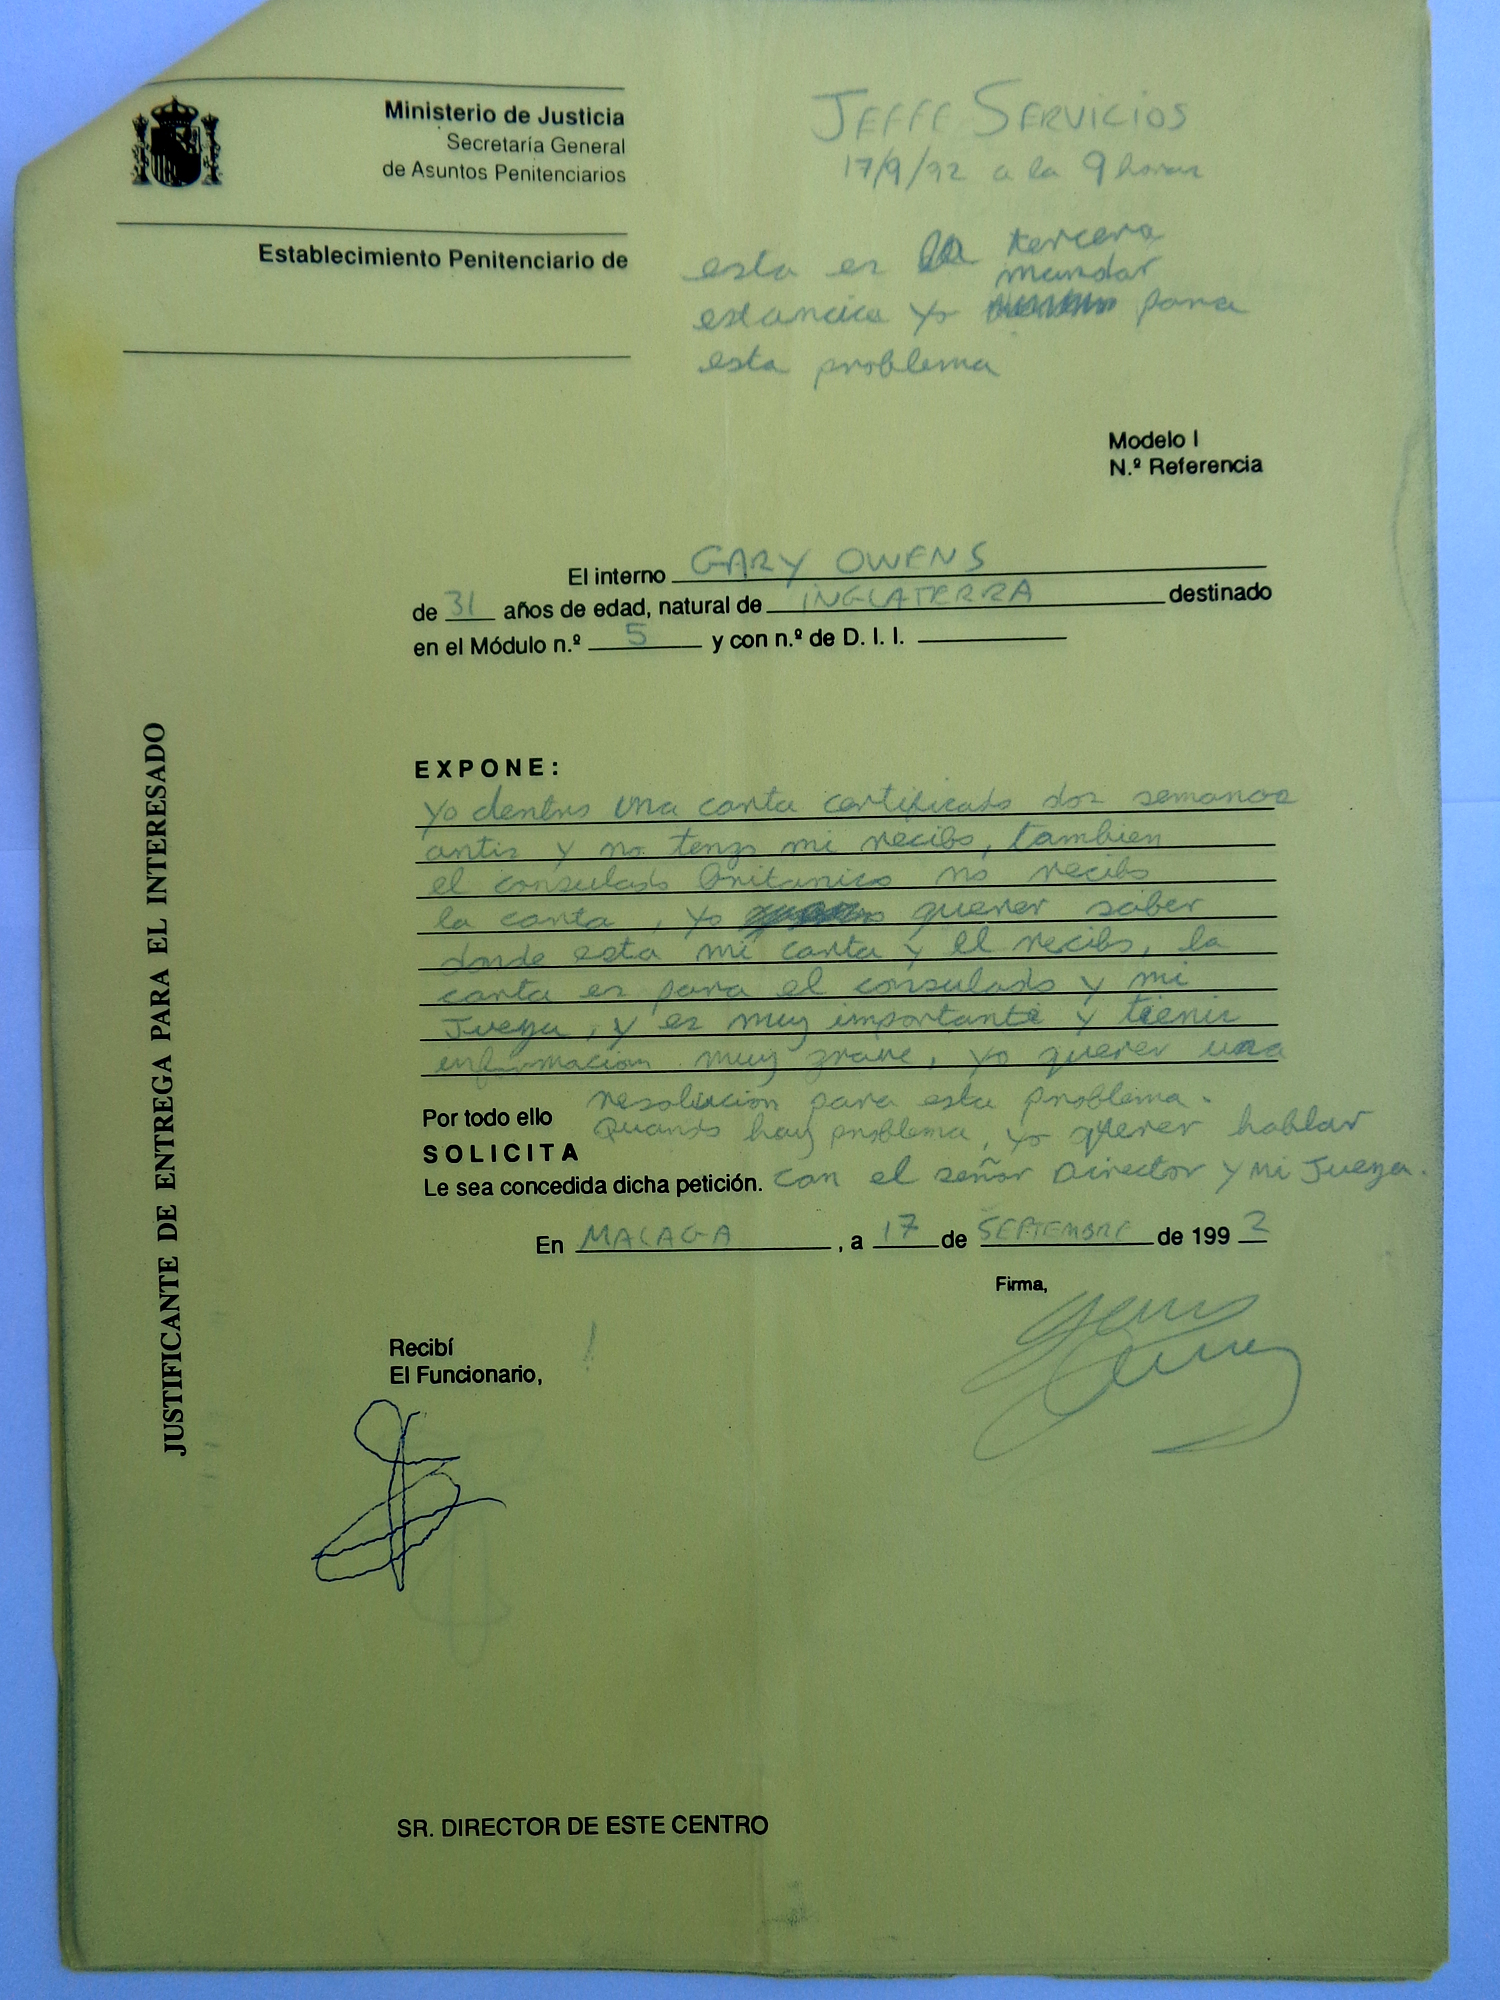 Ministerio de Justicia
Secretaría General
de Asuntos Penitenciarios
Establecimiento Penitenciario de
JEFFE SERVICIOS
17/9/92 a la 9 horas
esta es la tercera
mandar
estancia yo para
esta problema
Modelo I
N.º Referencia
El interno GARY OWENS
de 31 años de edad, natural de INGLATERRA destinado
en el Módulo n.º 5 y con n.º de D. I. I.
EXPONE:
Yo dentro una carta certificado dos semanas
antis y no tengo mi recibo, tambien
el consulado Britanico no recibo
la carta, yo querer saber
donde esta mi carta y el recibo, la
carta es para el consulado y mi
Jueza, y es muy importante y tienir
informacion muy grave, yo querer una
resolucion para esta problema.
Por todo ello
Quando hay problema, yo querer hablar
SOLICITA
Le sea concedida dicha petición. con el señor Director y mi Jueza.
En MALAGA, a 17 de SEPTEMBRE de 1992
Firma,
Recibí
El Funcionario,
SR. DIRECTOR DE ESTE CENTRO
JUSTIFICANTE DE ENTREGA PARA EL INTERESADO